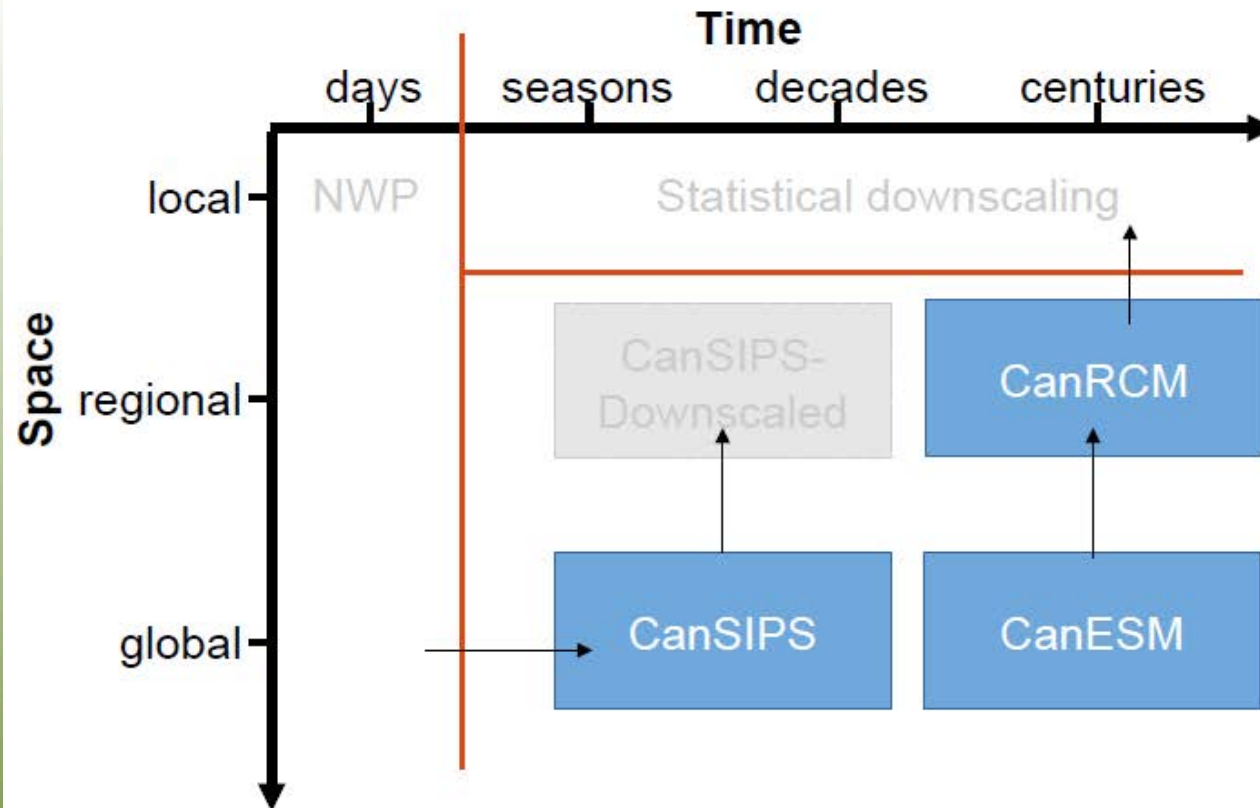 Time
days seasons decades centuries
local NWP Statistical downscaling
Space
regional
CanSIPS-
Downscaled
CanRCM
global CanSIPS CanESM